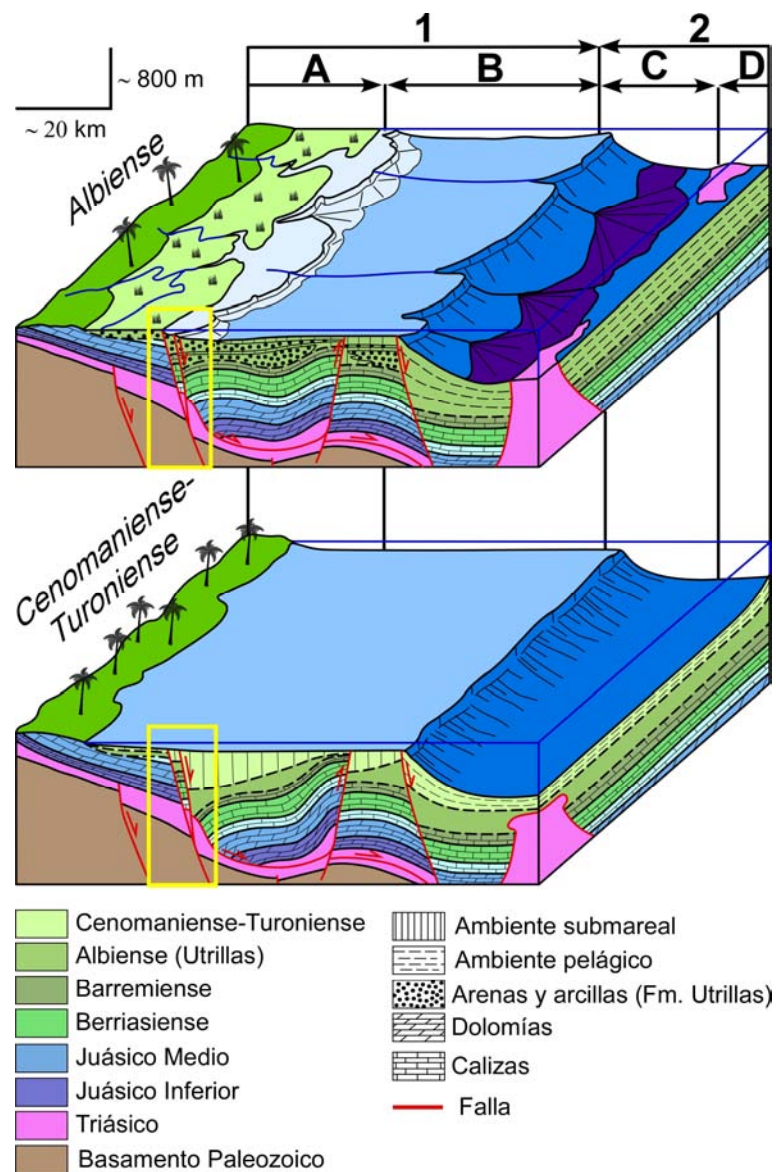 1 2
A B C D
~ 800 m
~ 20 km
Albiense
Cenomaniense-
Turoniense
Cenomaniense-Turoniense
Albiense (Utrillas)
Barremiense
Berriasiense
Juásico Medio
Juásico Inferior
Triásico
Basamento Paleozoico
Ambiente submareal
Ambiente pelágico
Arenas y arcillas (Fm. Utrillas)
Dolomías
Calizas
Falla